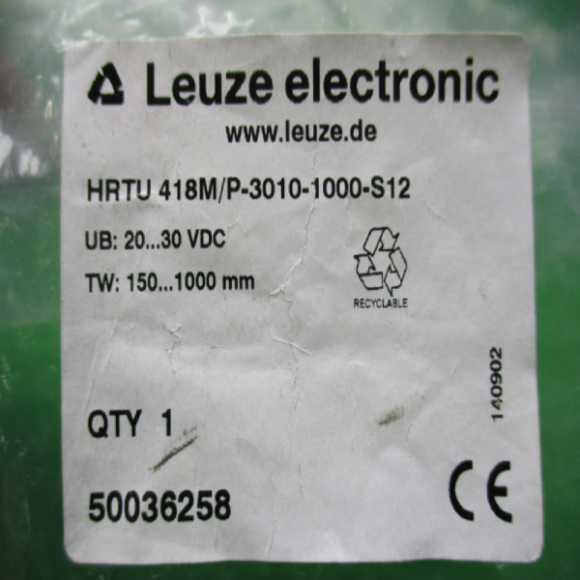 Leuze electronic
www.leuze.de
HRTU 418M/P-3010-1000-S12
UB: 20...30 VDC
TW: 150...1000 mm
RECYCLABLE
140902
QTY 1
50036258
CE